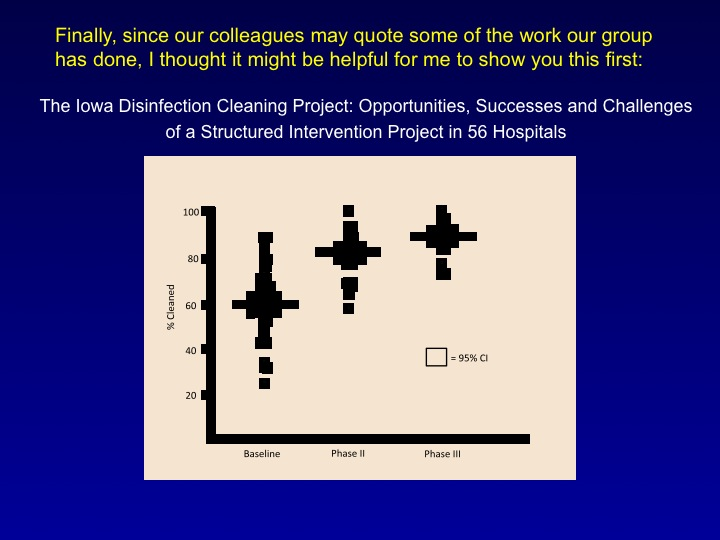 Finally, since our colleagues may quote some of the work our group
has done, I thought it might be helpful for me to show you this first:
The Iowa Disinfection Cleaning Project: Opportunities, Successes and Challenges
of a Structured Intervention Project in 56 Hospitals
100
80
% Cleaned
60
40
= 95% CI
20
Baseline
Phase II
Phase III